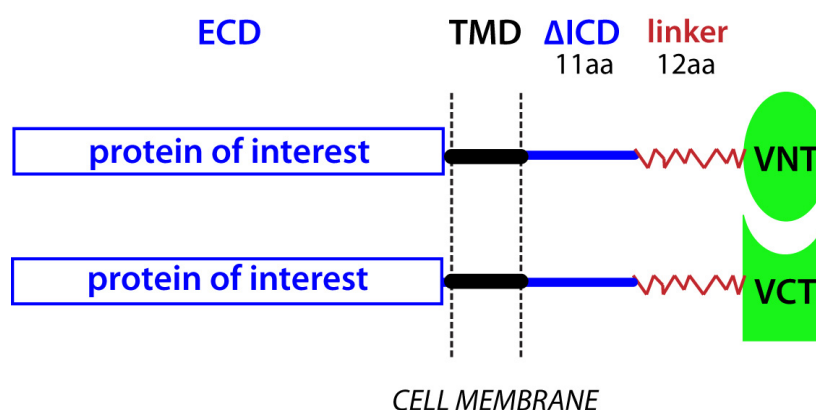 ECD TMD ΔICD linker
11aa 12aa
protein of interest VNT
protein of interest VCT
CELL MEMBRANE